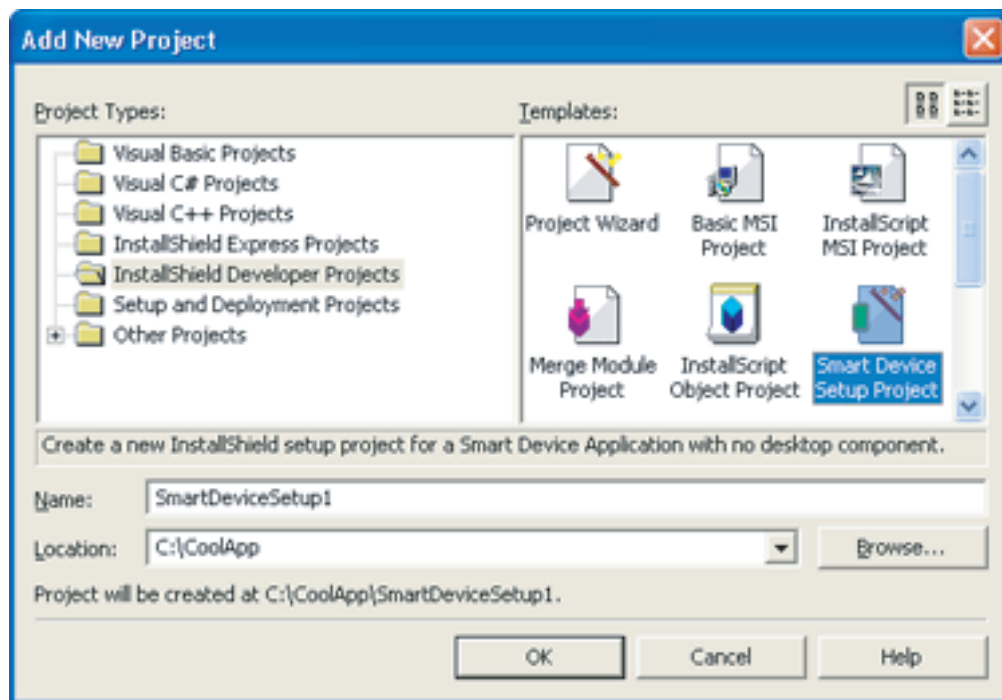 Add New Project
Project Types:
Templates:
Visual Basic Projects
Visual C# Projects
Visual C++ Projects
InstallShield Express Projects
InstallShield Developer Projects
Setup and Deployment Projects
Other Projects
Project Wizard
Basic MSI
Project
InstallScript
MSI Project
Merge Module
Project
InstallScript
Object Project
Smart Device
Setup Project
Create a new InstallShield setup project for a Smart Device Application with no desktop component.
Name:
SmartDeviceSetup1
Location:
C:\CoolApp
Browse...
Project will be created at C:\CoolApp\SmartDeviceSetup1.
OK
Cancel
Help